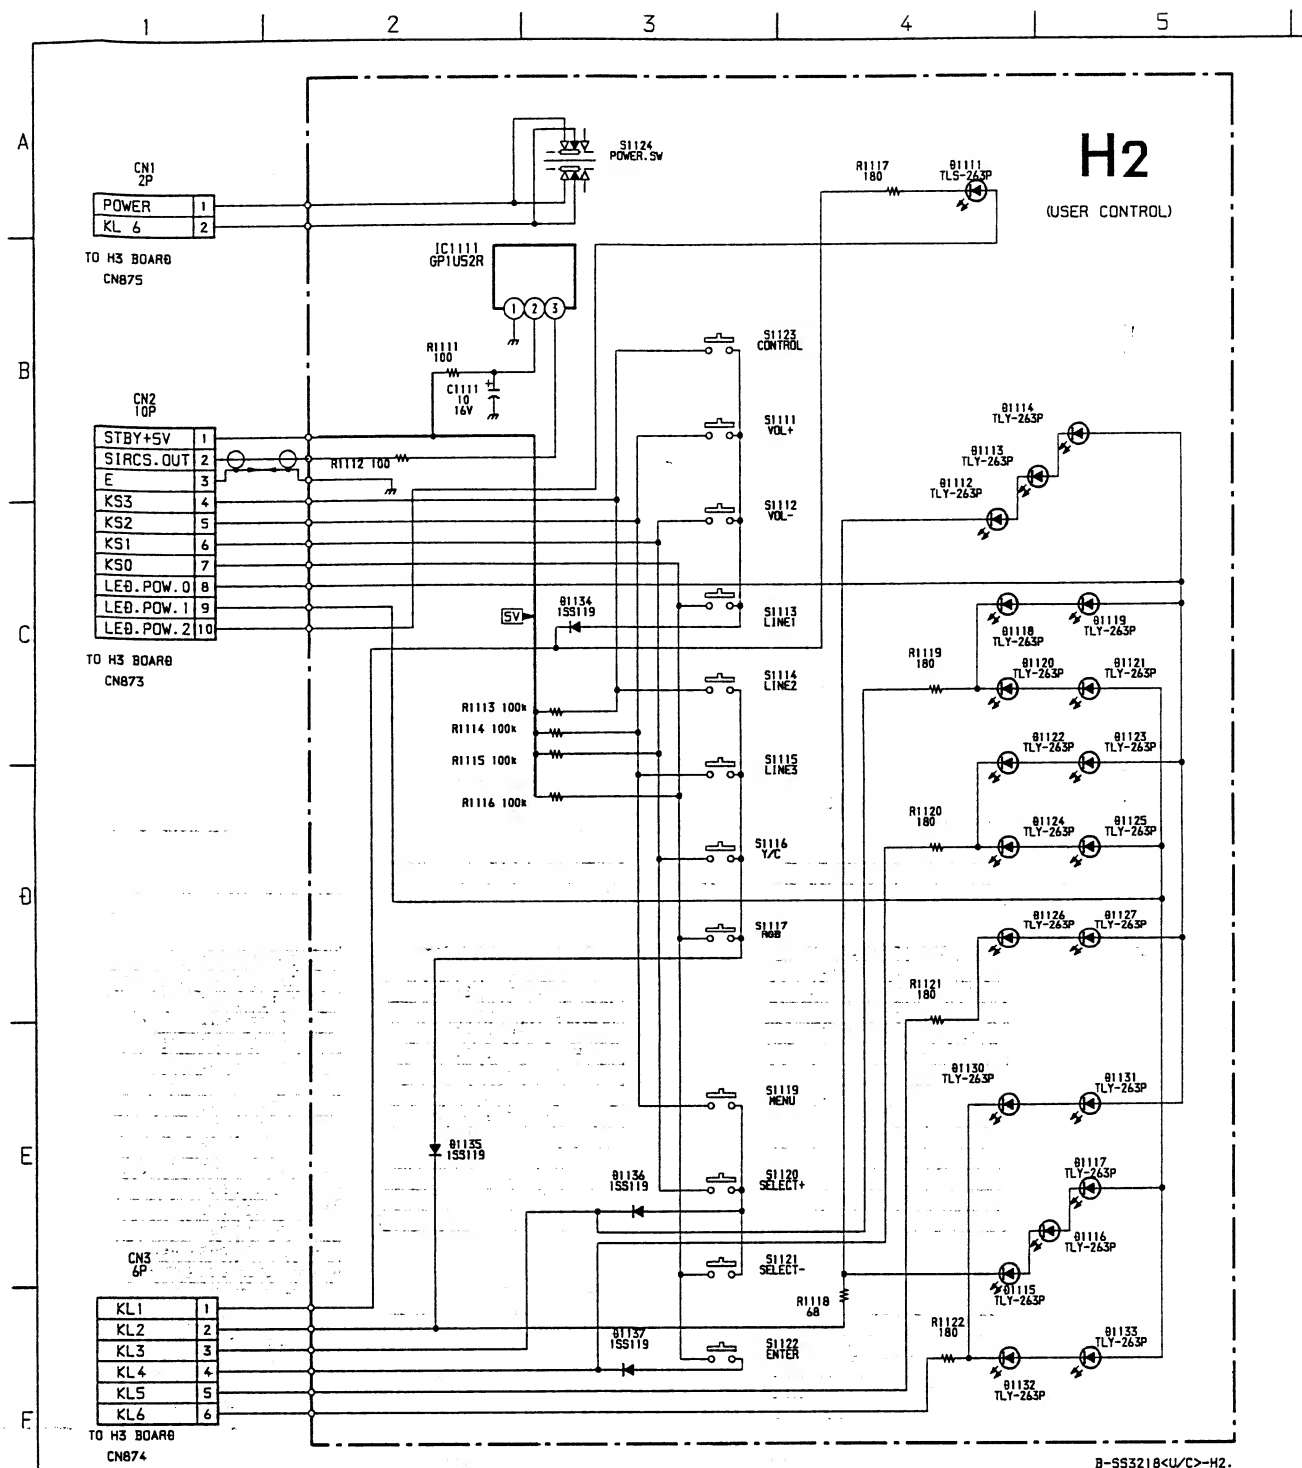 1 2 3 4 5
A
B
C
D
E
F
H2
(USER CONTROL)
CN1
2P
POWER 1
KL 6 2
TO H3 BOARD
CN875
S1124
POWER.SW
R1117
180
D1111
TLS-263P
IC1111
GP1U52R
1 2 3
R1111
100
C1111
10
16V
+
S1123
CONTROL
CN2
10P
STBY+5V 1
SIRCS.OUT 2
E 3
KS3 4
KS2 5
KS1 6
KS0 7
LED.POW.0 8
LED.POW.1 9
LED.POW.2 10
TO H3 BOARD
CN873
R1112 100
S1111
VOL+
S1112
VOL-
D1114
TLY-263P
D1113
TLY-263P
D1112
TLY-263P
5V
D1134
1SS119
S1113
LINE1
D1118
TLY-263P
D1119
TLY-263P
R1119
180
D1120
TLY-263P
D1121
TLY-263P
S1114
LINE2
R1113 100k
R1114 100k
R1115 100k
R1116 100k
S1115
LINE3
D1122
TLY-263P
D1123
TLY-263P
R1120
180
D1124
TLY-263P
D1125
TLY-263P
S1116
Y/C
S1117
RGB
D1126
TLY-263P
D1127
TLY-263P
R1121
180
D1130
TLY-263P
D1131
TLY-263P
S1119
MENU
D1135
1SS119
D1136
1SS119
S1120
SELECT+
D1117
TLY-263P
D1116
TLY-263P
D1115
TLY-263P
S1121
SELECT-
R1118
68
CN3
6P
KL1 1
KL2 2
KL3 3
KL4 4
KL5 5
KL6 6
TO H3 BOARD
CN874
D1137
1SS119
S1122
ENTER
R1122
180
D1133
TLY-263P
D1132
TLY-263P
B-SS3218<U/C>-H2.